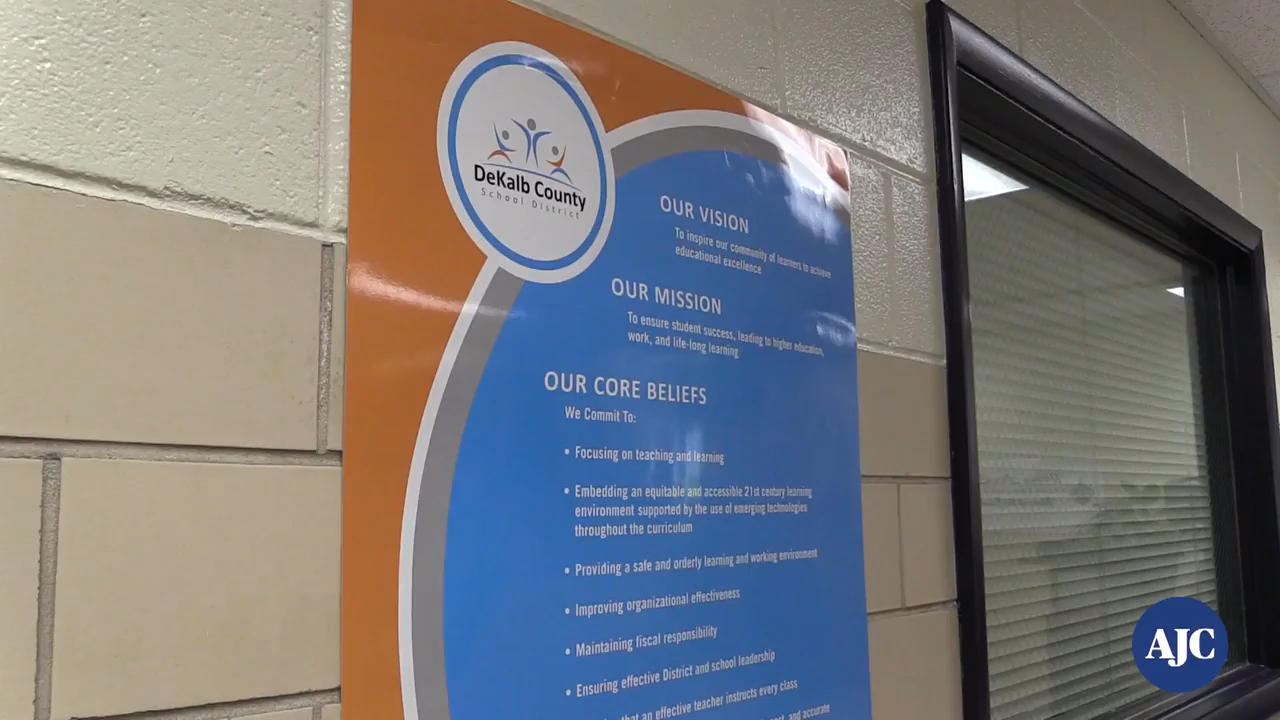 DeKalb County
School District
OUR VISION
To inspire our community of learners to achieve
educational excellence
OUR MISSION
To ensure student success, leading to higher education,
work, and life-long learning
OUR CORE BELIEFS
We Commit To:
• Focusing on teaching and learning
• Embedding an equitable and accessible 21st century learning
environment supported by the use of emerging technologies
throughout the curriculum
• Providing a safe and orderly learning and working environment
• Improving organizational effectiveness
• Maintaining fiscal responsibility
• Ensuring effective District and school leadership
that an effective teacher instructs every class
and accurate
AJC